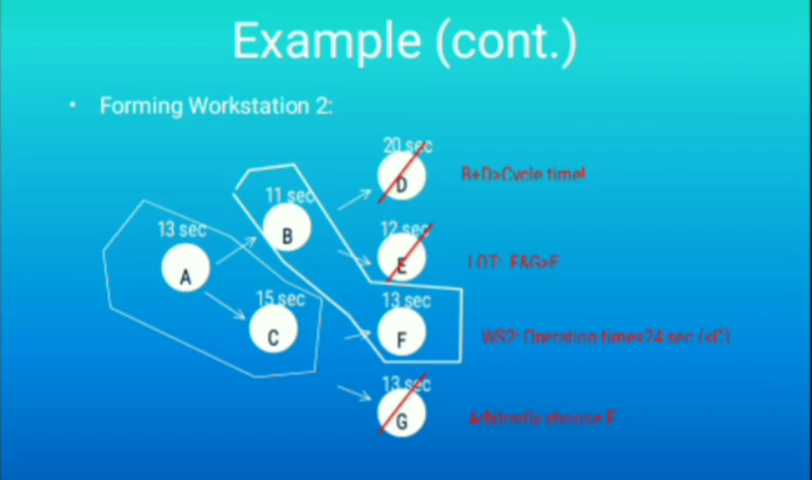 Example (cont.)
• Forming Workstation 2:
20 sec
D
B+D>Cycle time!
11 sec
B
12 sec
E
LOT: F&G>E
13 sec
A
13 sec
F
WS2: Operation time=24 sec (<C)
15 sec
C
13 sec
G
Arbitrarily choose F